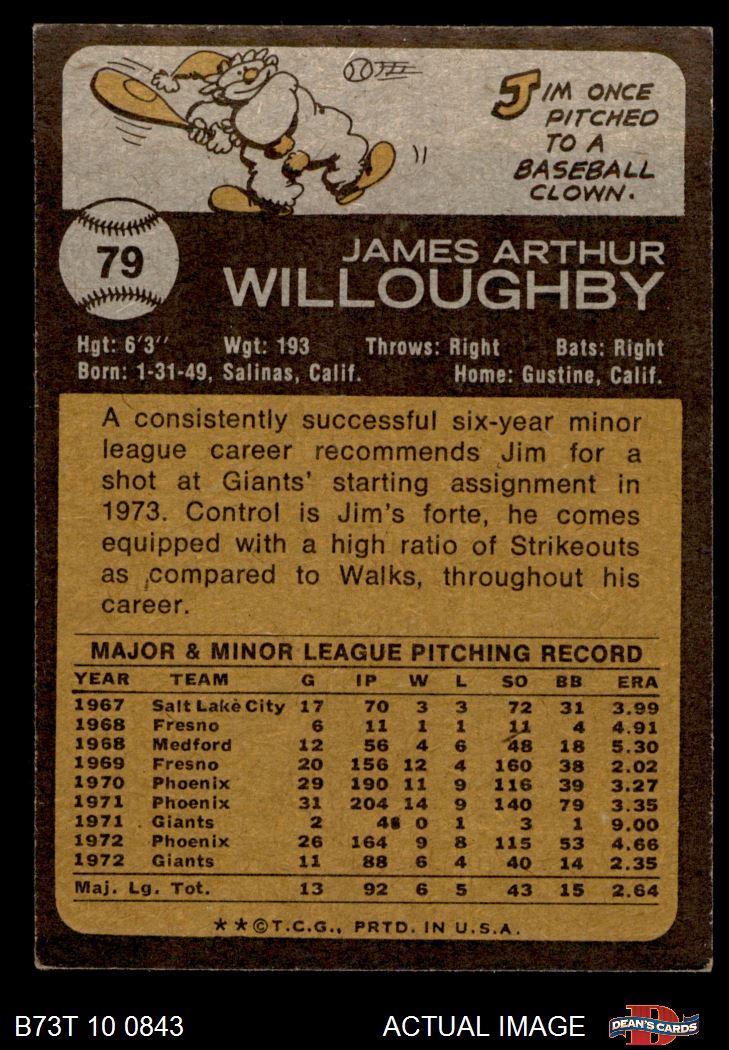 JIM ONCE
PITCHED
TO A
BASEBALL
CLOWN.
79
JAMES ARTHUR
WILLOUGHBY
Hgt: 6'3" Wgt: 193 Throws: Right Bats: Right
Born: 1-31-49, Salinas, Calif. Home: Gustine, Calif.
A consistently successful six-year minor
league career recommends Jim for a
shot at Giants' starting assignment in
1973. Control is Jim's forte, he comes
equipped with a high ratio of Strikeouts
as compared to Walks, throughout his
career.
MAJOR & MINOR LEAGUE PITCHING RECORD
YEAR TEAM G IP W L SO BB ERA
1967 Salt Lake City 17 70 3 3 72 31 3.99
1968 Fresno 6 11 1 1 11 4 4.91
1968 Medford 12 56 4 6 48 18 5.30
1969 Fresno 20 156 12 4 160 38 2.02
1970 Phoenix 29 190 11 9 116 39 3.27
1971 Phoenix 31 204 14 9 140 79 3.35
1971 Giants 2 4 0 1 3 1 9.00
1972 Phoenix 26 164 9 8 115 53 4.66
1972 Giants 11 88 6 4 40 14 2.35
Maj. Lg. Tot. 13 92 6 5 43 15 2.64
**©T.C.G., PRTD. IN U.S.A.
B73T 10 0843 ACTUAL IMAGE DEAN'S CARDS